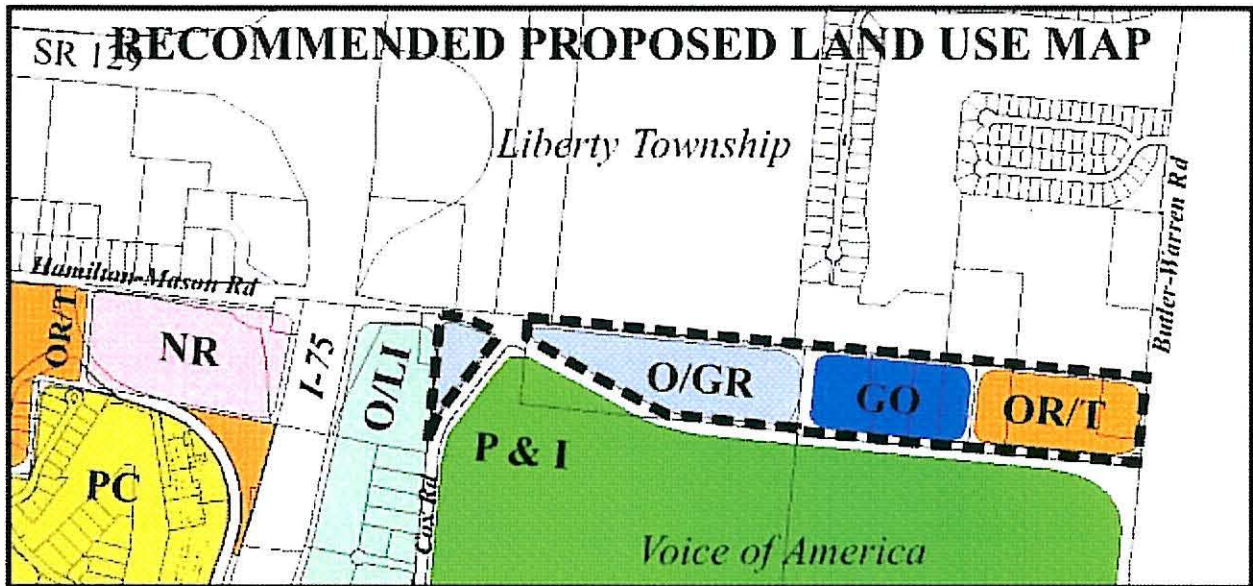 RECOMMENDED PROPOSED LAND USE MAP
SR 129
Liberty Township
Butler-Warren Rd
Hamilton-Mason Rd
OR/T
NR
I-75
O/LI
O/GR
GO
OR/T
P & I
PC
Cox Rd
Voice of America